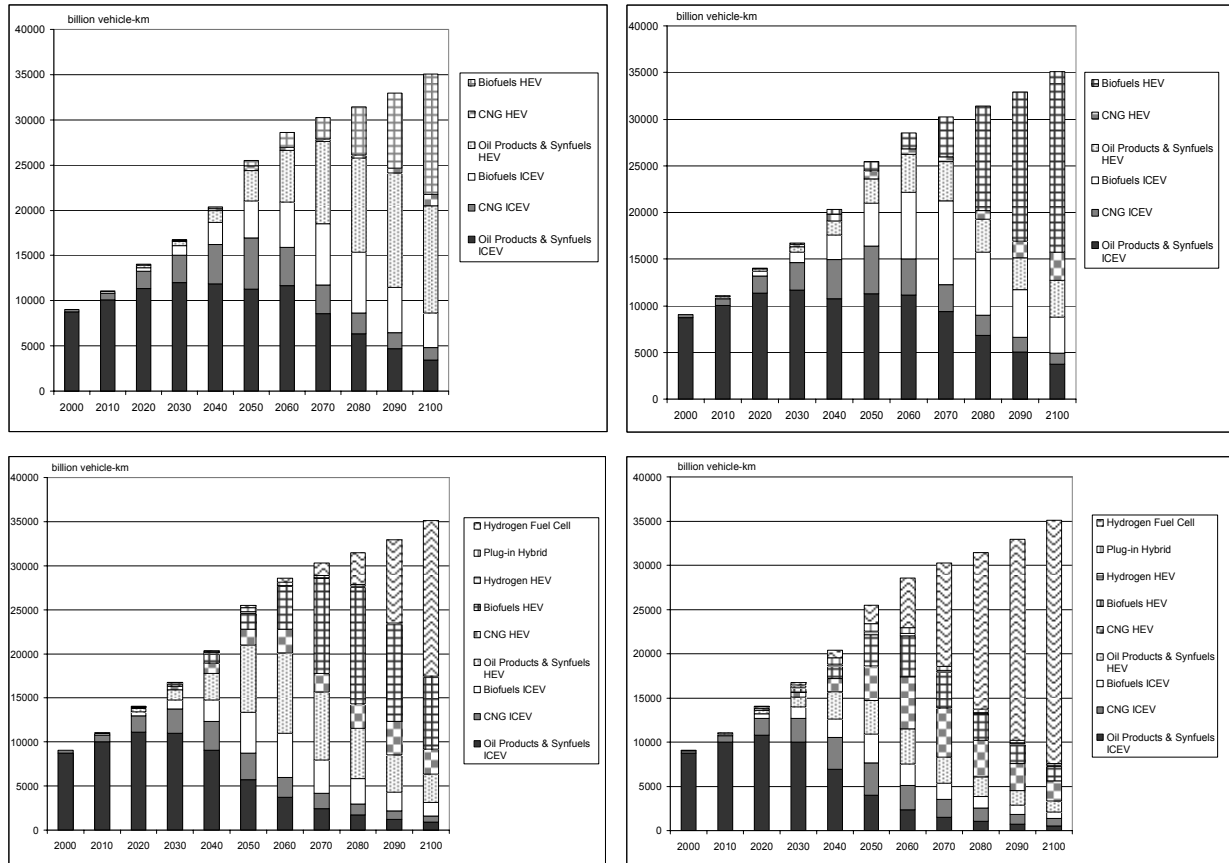 billion vehicle-km
40000
35000
30000
25000
20000
15000
10000
5000
0
2000 2010 2020 2030 2040 2050 2060 2070 2080 2090 2100
Biofuels HEV
CNG HEV
Oil Products & Synfuels
HEV
Biofuels ICEV
CNG ICEV
Oil Products & Synfuels
ICEV
billion vehicle-km
40000
35000
30000
25000
20000
15000
10000
5000
0
2000 2010 2020 2030 2040 2050 2060 2070 2080 2090 2100
Biofuels HEV
CNG HEV
Oil Products & Synfuels
HEV
Biofuels ICEV
CNG ICEV
Oil Products & Synfuels
ICEV
billion vehicle-km
40000
35000
30000
25000
20000
15000
10000
5000
0
2000 2010 2020 2030 2040 2050 2060 2070 2080 2090 2100
Hydrogen Fuel Cell
Plug-in Hybrid
Hydrogen HEV
Biofuels HEV
CNG HEV
Oil Products & Synfuels
HEV
Biofuels ICEV
CNG ICEV
Oil Products & Synfuels
ICEV
billion vehicle-km
40000
35000
30000
25000
20000
15000
10000
5000
0
2000 2010 2020 2030 2040 2050 2060 2070 2080 2090 2100
Hydrogen Fuel Cell
Plug-in Hybrid
Hydrogen HEV
Biofuels HEV
CNG HEV
Oil Products & Synfuels
HEV
Biofuels ICEV
CNG ICEV
Oil Products & Synfuels
ICEV